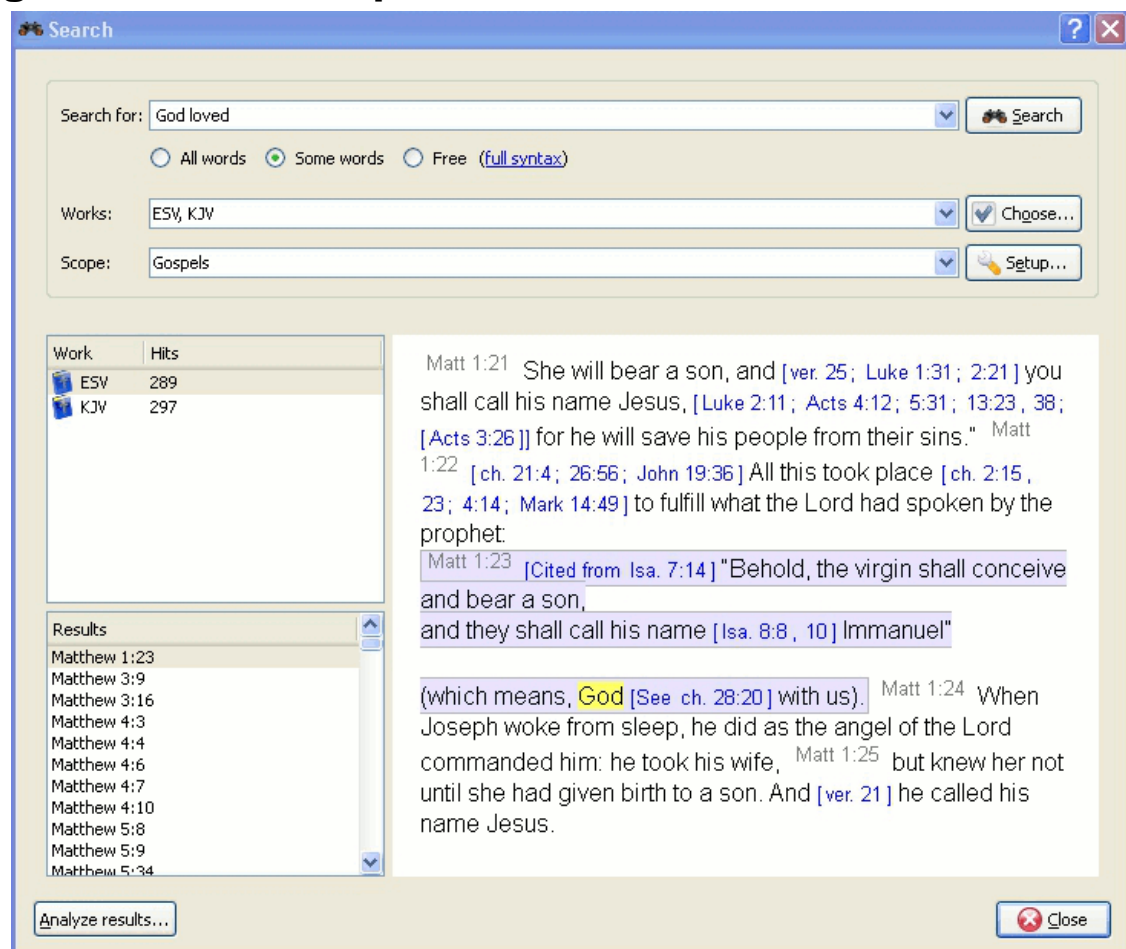 Search
Search for: God loved Search
All words Some words Free (full syntax)
Works: ESV, KJV Choose...
Scope: Gospels Setup...
Work Hits
ESV 289
KJV 297
Results
Matthew 1:23
Matthew 3:9
Matthew 3:16
Matthew 4:3
Matthew 4:4
Matthew 4:6
Matthew 4:7
Matthew 4:10
Matthew 5:8
Matthew 5:9
Matthew 5:34
Matt 1:21 She will bear a son, and [ver. 25; Luke 1:31; 2:21] you
shall call his name Jesus, [Luke 2:11; Acts 4:12; 5:31; 13:23, 38;
[Acts 3:26]] for he will save his people from their sins." Matt
1:22 [ch. 21:4; 26:56; John 19:36] All this took place [ch. 2:15,
23; 4:14; Mark 14:49] to fulfill what the Lord had spoken by the
prophet:
Matt 1:23 [Cited from Isa. 7:14] "Behold, the virgin shall conceive
and bear a son,
and they shall call his name [Isa. 8:8, 10] Immanuel"
(which means, God [See ch. 28:20] with us). Matt 1:24 When
Joseph woke from sleep, he did as the angel of the Lord
commanded him: he took his wife, Matt 1:25 but knew her not
until she had given birth to a son. And [ver. 21] he called his
name Jesus.
Analyze results... Close